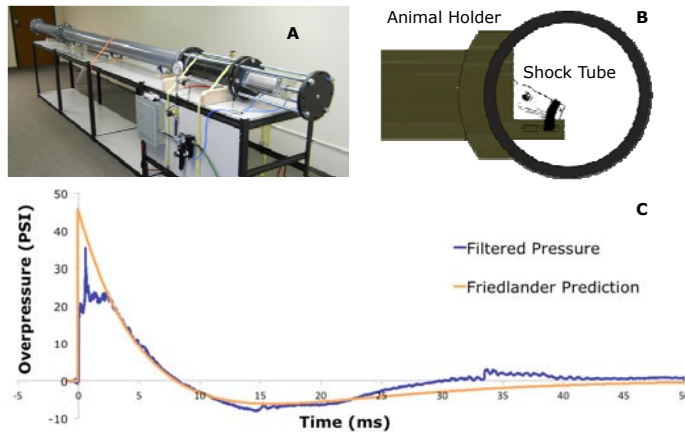 A
Animal Holder
B
Shock Tube
C
Overpressure (PSI)
50
40
30
20
10
0
-10
-5
0
5
10
15
20
25
30
35
40
45
50
Time (ms)
Filtered Pressure
Friedlander Prediction